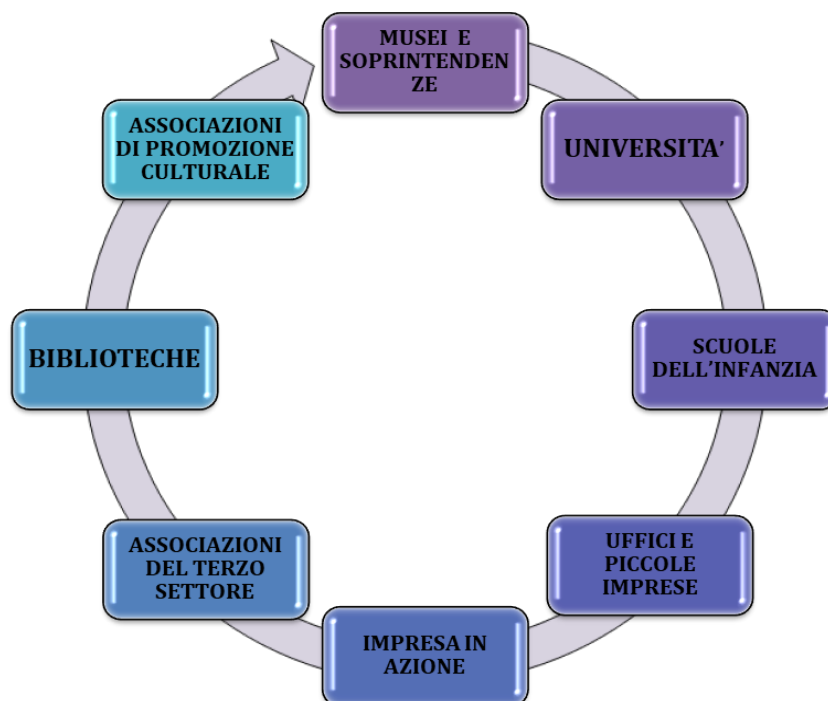 MUSEI E
SOPRINTENDEN
ZE
UNIVERSITA’
SCUOLE
DELL’INFANZIA
UFFICI E
PICCOLE
IMPRESE
IMPRESA IN
AZIONE
ASSOCIAZIONI
DEL TERZO
SETTORE
BIBLIOTECHE
ASSOCIAZIONI
DI PROMOZIONE
CULTURALE